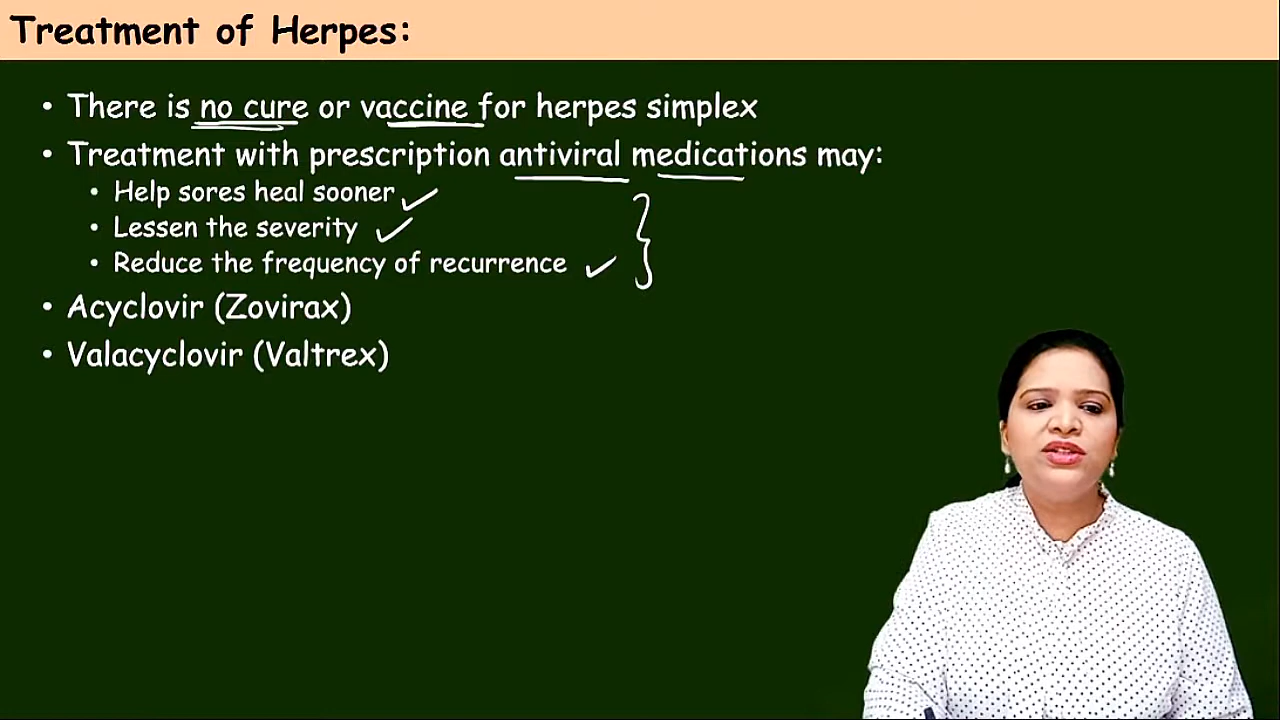 Treatment of Herpes:
• There is no cure or vaccine for herpes simplex
• Treatment with prescription antiviral medications may:
• Help sores heal sooner
• Lessen the severity
• Reduce the frequency of recurrence
• Acyclovir (Zovirax)
• Valacyclovir (Valtrex)